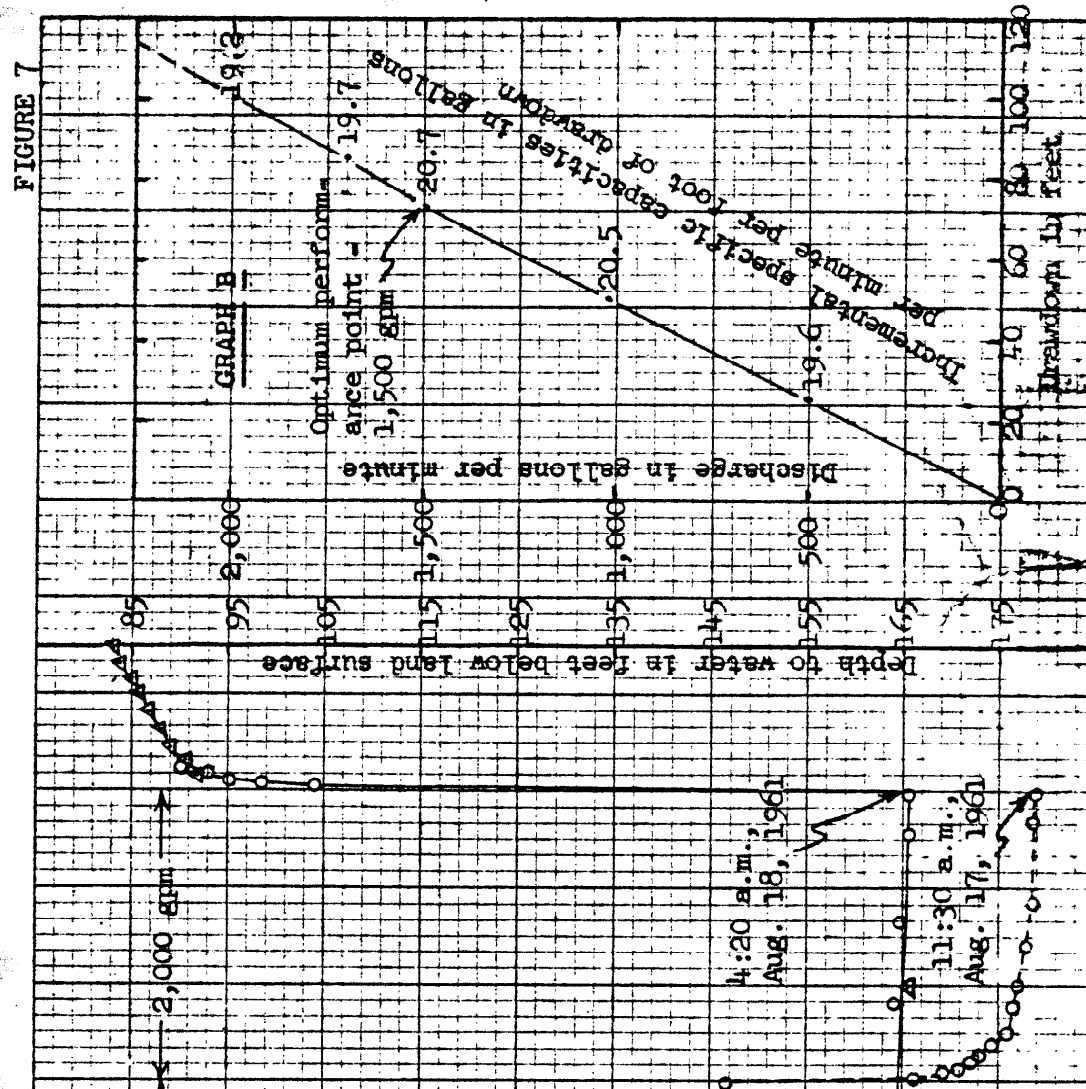 FIGURE 7
GRAPH B
Optimum perform-
ance point -
1,500 gpm
19.2
19.7
20.7
20.5
19.6
Incremental specific capacities in gallons
per minute per foot of drawdown
Discharge in gallons per minute
2,000
1,500
1,000
500
0
0
20
40
60
80
100
120
Drawdown in feet
Depth to water in feet below land surface
85
95
105
115
125
135
145
155
165
175
2,000 gpm
4:20 a.m.,
Aug. 18, 1961
11:30 a.m.,
Aug. 17, 1961